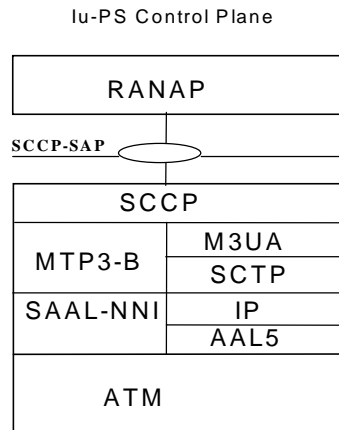 Iu-PS Control Plane
RANAP
SCCP-SAP
SCCP
MTP3-B
M3UA
SCTP
SAAL-NNI
IP
AAL5
ATM